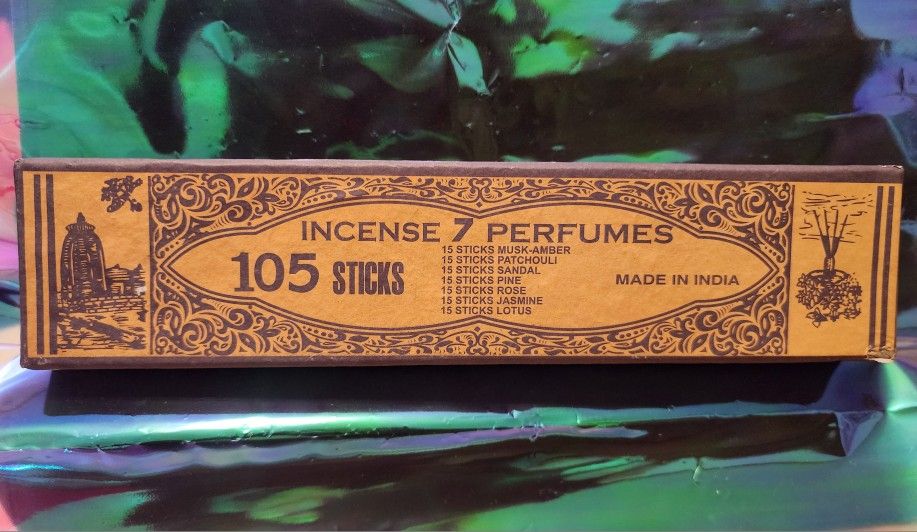 INCENSE 7 PERFUMES
105 STICKS
15 STICKS MUSK-AMBER
15 STICKS PATCHOULI
15 STICKS SANDAL
15 STICKS PINE
15 STICKS ROSE
15 STICKS JASMINE
15 STICKS LOTUS
MADE IN INDIA